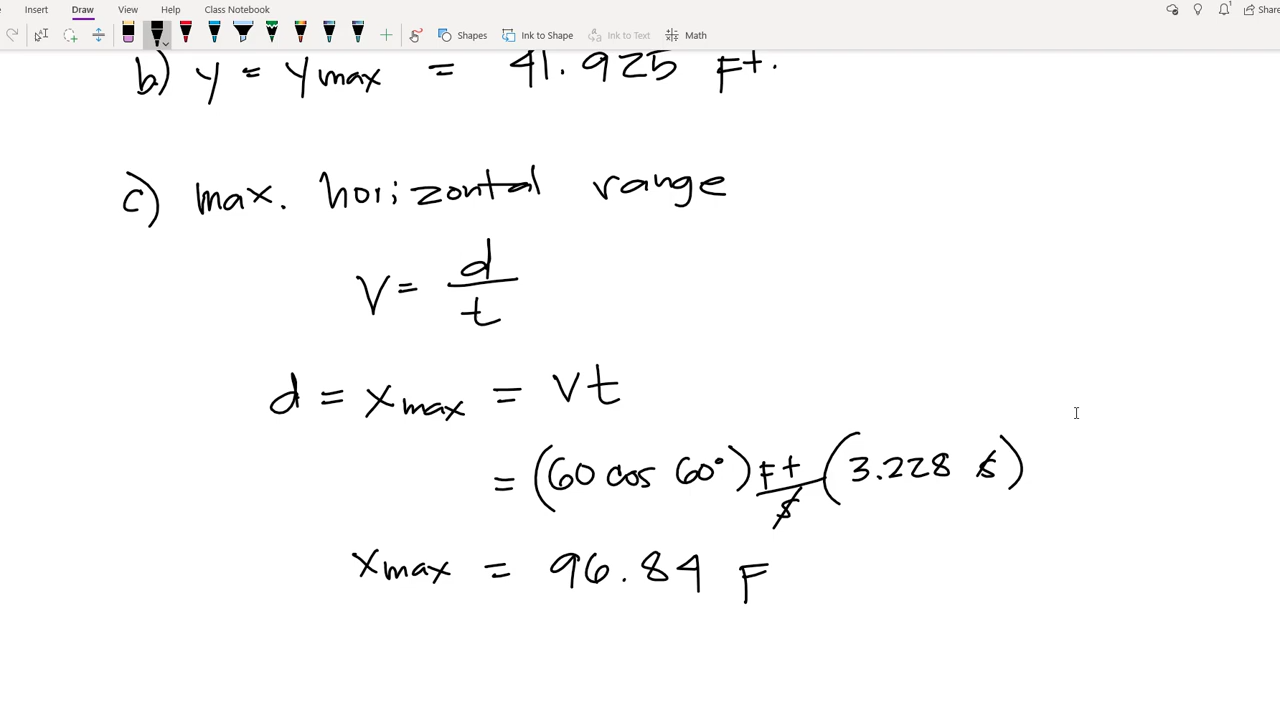 Insert Draw View Help Class Notebook Share
Shapes Ink to Shape Ink to Text Math
b) y = ymax = 41.925 Ft.
c) max. horizontal range
V = d/t
d = xmax = vt
= (60 cos 60°) Ft/s (3.228 s)
xmax = 96.84 F